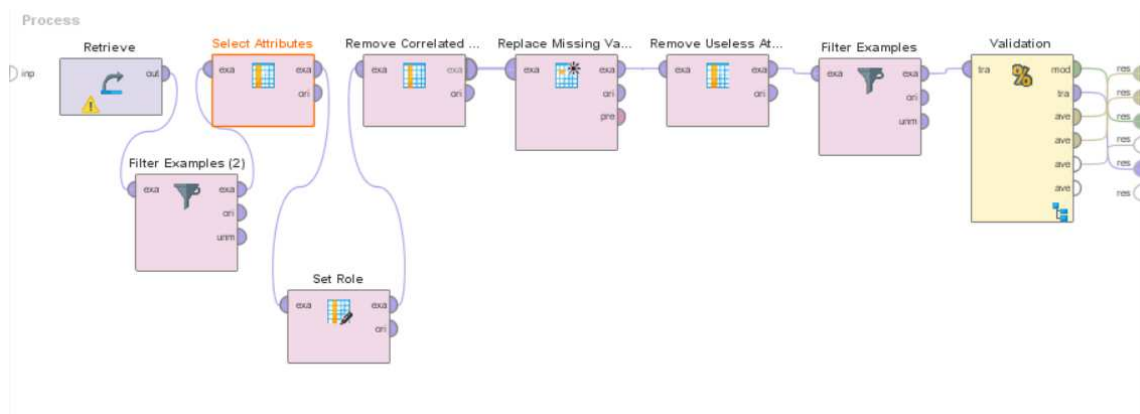 Process
Retrieve
inp
out
Select Attributes
exa exa
ori
Remove Correlated ...
exa exa
ori
Replace Missing Va...
exa exa
ori
pre
Remove Useless At...
exa exa
ori
Filter Examples
exa exa
ori
unm
Validation
tra mod
tra
ave
ave
ave
ave
res
res
res
res
res
res
Filter Examples (2)
exa exa
ori
unm
Set Role
exa exa
ori